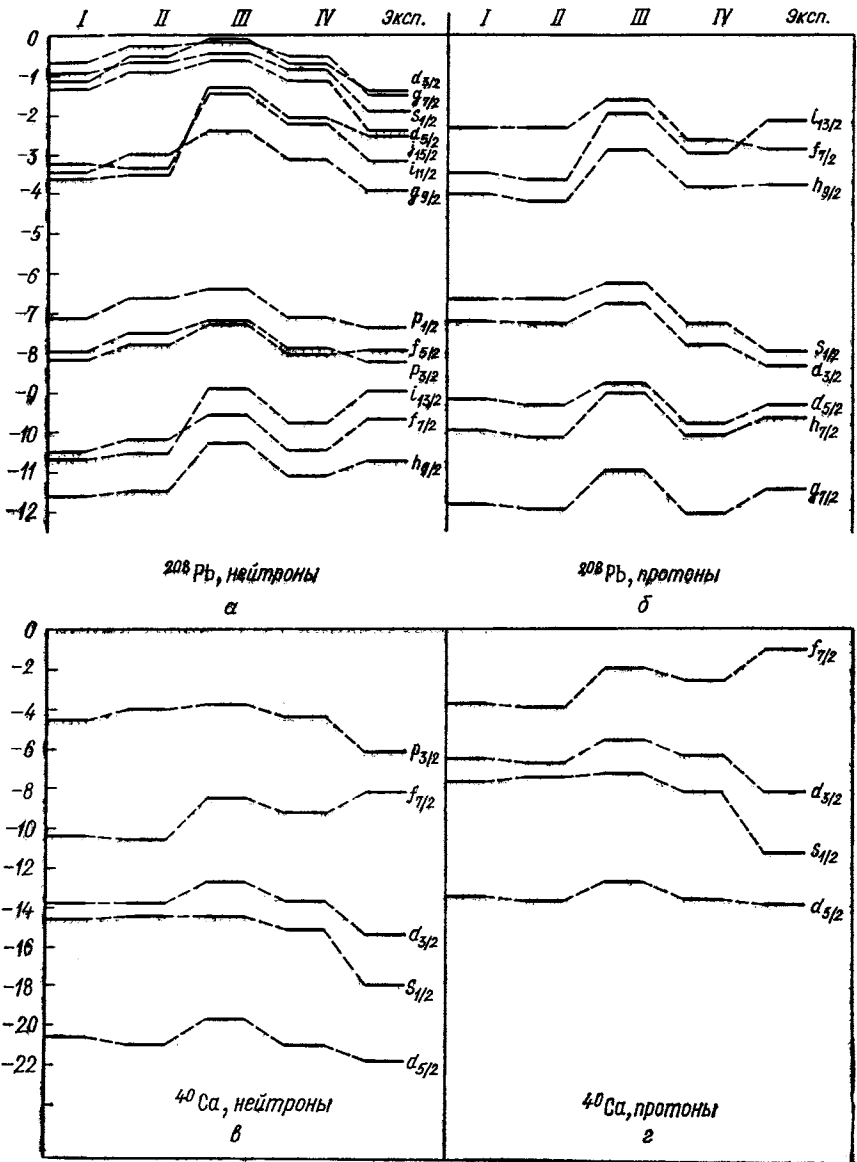 I II III IV Эксп. I II III IV Эксп.
0
-1
-2
-3
-4
-5
-6
-7
-8
-9
-10
-11
-12
d3/2
g7/2
s1/2
d5/2
j15/2
i11/2
g9/2
p1/2
f5/2
p3/2
i13/2
f7/2
h9/2
i13/2
f7/2
h9/2
s1/2
d3/2
d5/2
h7/2
g7/2
208Pb, нейтроны
а
208Pb, протоны
б
0
-2
-4
-6
-8
-10
-12
-14
-16
-18
-20
-22
p3/2
f7/2
d3/2
s1/2
d5/2
f7/2
d3/2
s1/2
d5/2
40Ca, нейтроны
в
40Ca, протоны
г